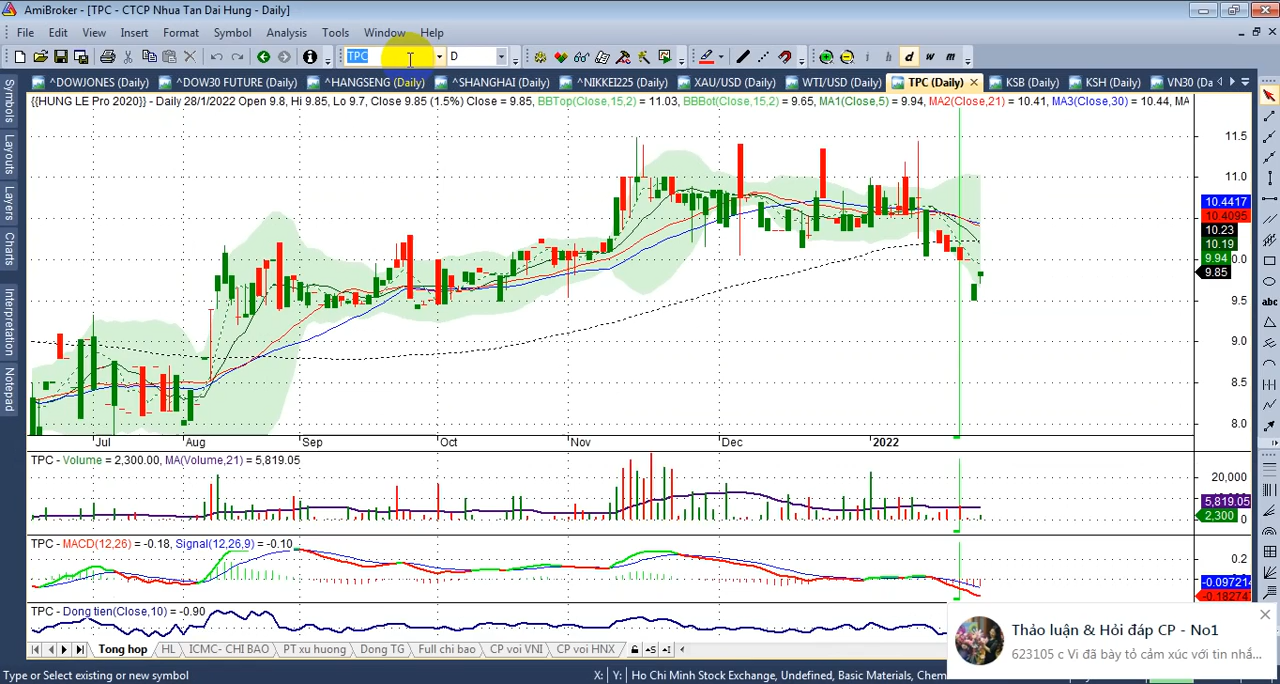 AmiBroker - [TPC - CTCP Nhua Tan Dai Hung - Daily]
File Edit View Insert Format Symbol Analysis Tools Window Help
TPC D d w m
^DOWJONES (Daily) ^DOW30 FUTURE (Daily) ^HANGSENG (Daily) ^SHANGHAI (Daily) ^NIKKEI225 (Daily) XAU/USD (Daily) WTI/USD (Daily) TPC (Daily) KSB (Daily) KSH (Daily) VN30 (Da
{{HUNG LE Pro 2020}} - Daily 28/1/2022 Open 9.8, Hi 9.85, Lo 9.7, Close 9.85 (1.5%) Close = 9.85, BBTop(Close,15,2) = 11.03, BBBot(Close,15,2) = 9.65, MA1(Close,5) = 9.94, MA2(Close,21) = 10.41, MA3(Close,30) = 10.44, MA
Symbols
Layouts
Layers
Charts
Interpretation
Notepad
11.5
11.0
10.4417
10.4095
10.23
10.19
0.0
9.94
9.85
9.5
9.0
8.5
8.0
abc
Jul Aug Sep Oct Nov Dec 2022
TPC - Volume = 2,300.00, MA(Volume,21) = 5,819.05
20,000
5,819.05
2,300
0
TPC - MACD(12,26) = -0.18, Signal(12,26,9) = -0.10
0.2
-0.097214
-0.182747
TPC - Dong tien(Close,10) = -0.90
Thảo luận & Hỏi đáp CP - No1
623105 c Vi đã bày tỏ cảm xúc với tin nhắ...
Tong hop HL ICMC- CHI BAO PT xu huong Dong TG Full chi bao CP voi VNI CP voi HNX
Type or Select existing or new symbol X: Y: Ho Chi Minh Stock Exchange, Undefined, Basic Materials, Chem